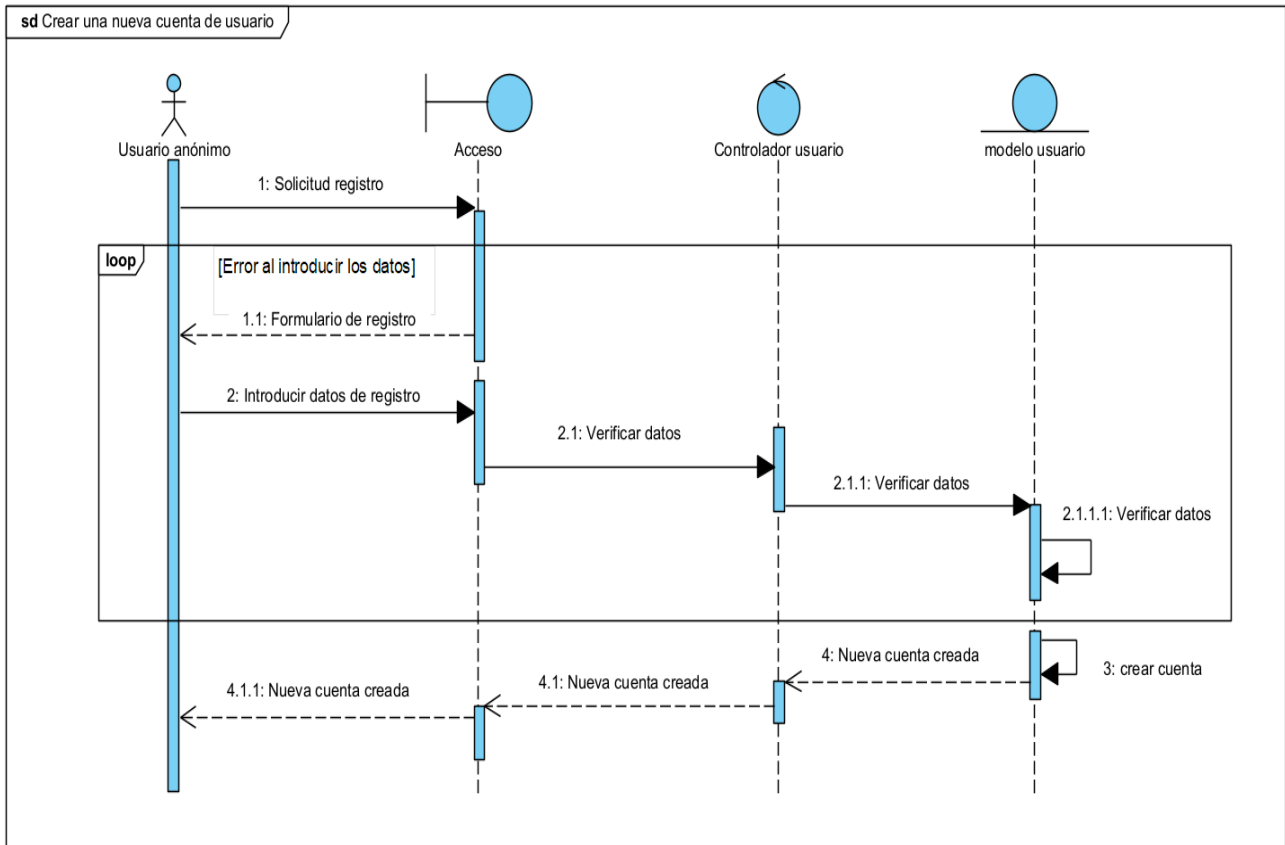 sd Crear una nueva cuenta de usuario
Usuario anónimo
Acceso
Controlador usuario
modelo usuario
1: Solicitud registro
loop
[Error al introducir los datos]
1.1: Formulario de registro
2: Introducir datos de registro
2.1: Verificar datos
2.1.1: Verificar datos
2.1.1.1: Verificar datos
3: crear cuenta
4: Nueva cuenta creada
4.1: Nueva cuenta creada
4.1.1: Nueva cuenta creada